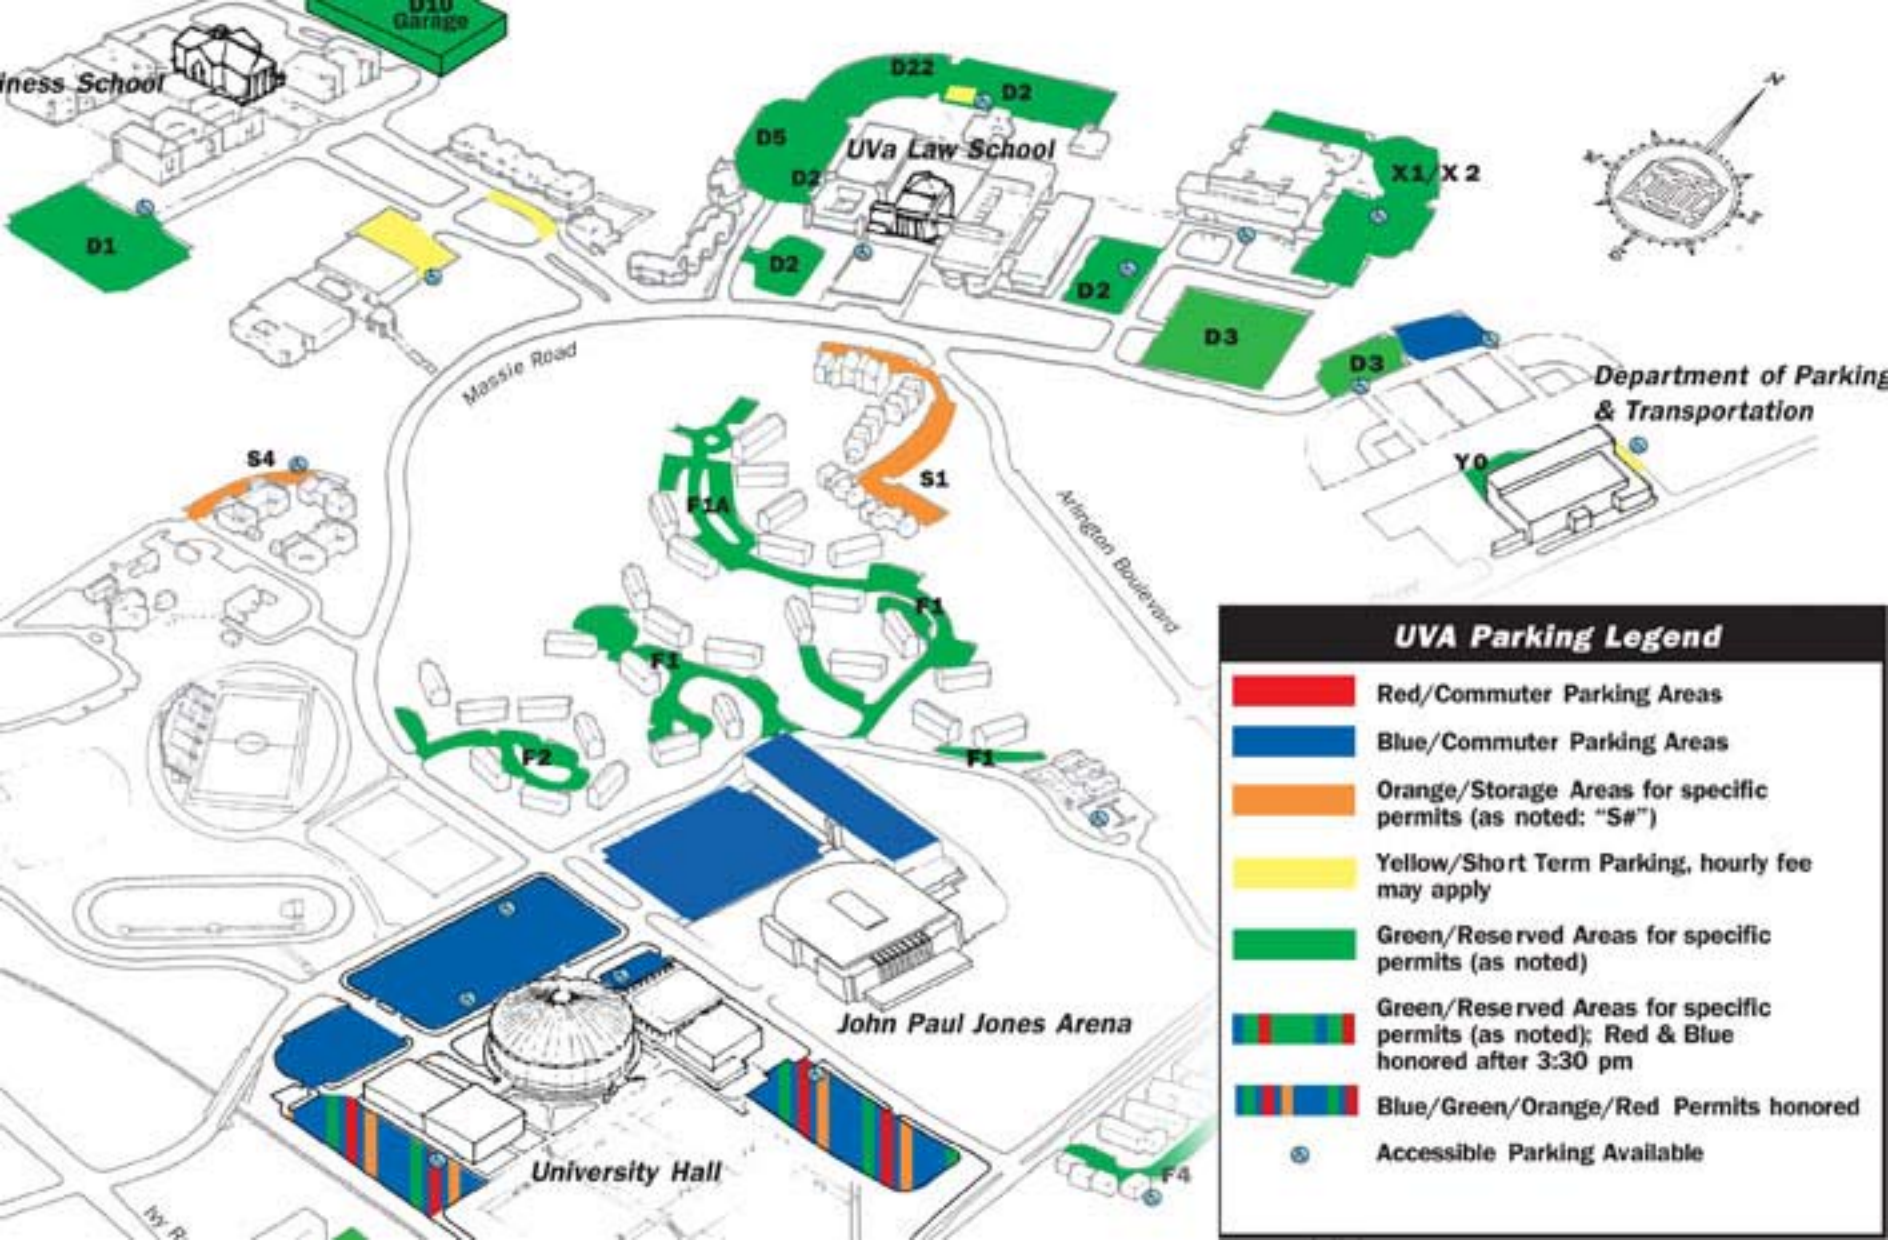 D10
Garage
iness School
D22
D2
D5
UVa Law School
D2
X1/X2
D1
D2
D2
D3
D3
Massie Road
Department of Parking
& Transportation
S4
S1
Y0
F1A
Arlington Boulevard
F1
F1
F2
F1
John Paul Jones Arena
University Hall
F4
Ivy R
UVA Parking Legend
Red/Commuter Parking Areas
Blue/Commuter Parking Areas
Orange/Storage Areas for specific
permits (as noted: “S#”)
Yellow/Short Term Parking, hourly fee
may apply
Green/Reserved Areas for specific
permits (as noted)
Green/Reserved Areas for specific
permits (as noted); Red & Blue
honored after 3:30 pm
Blue/Green/Orange/Red Permits honored
Accessible Parking Available